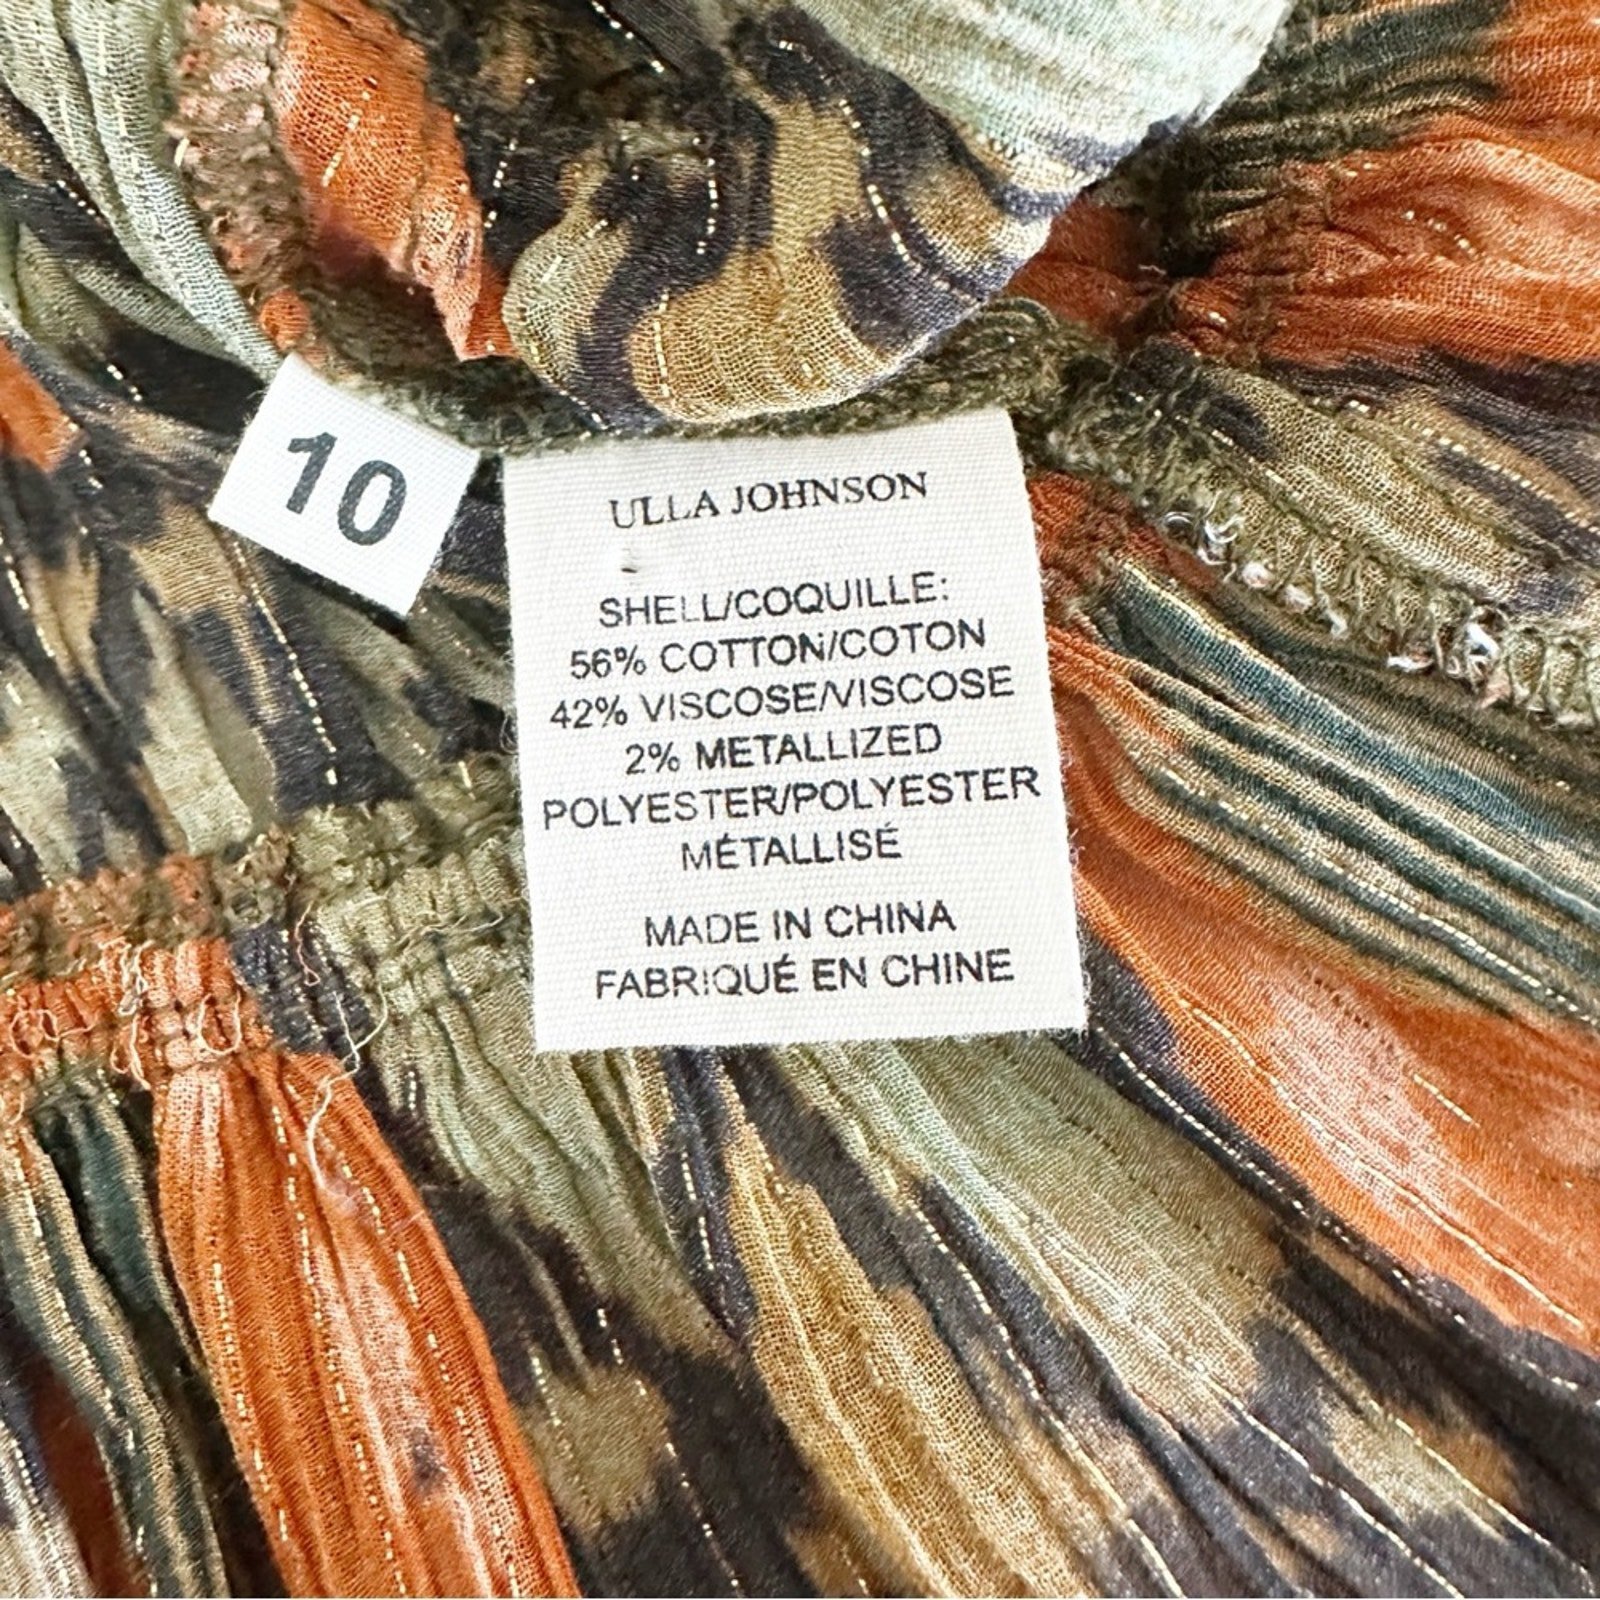 10
ULLA JOHNSON
SHELL/COQUILLE:
56% COTTON/COTON
42% VISCOSE/VISCOSE
2% METALLIZED
POLYESTER/POLYESTER
MÉTALLISÉ
MADE IN CHINA
FABRIQUÉ EN CHINE